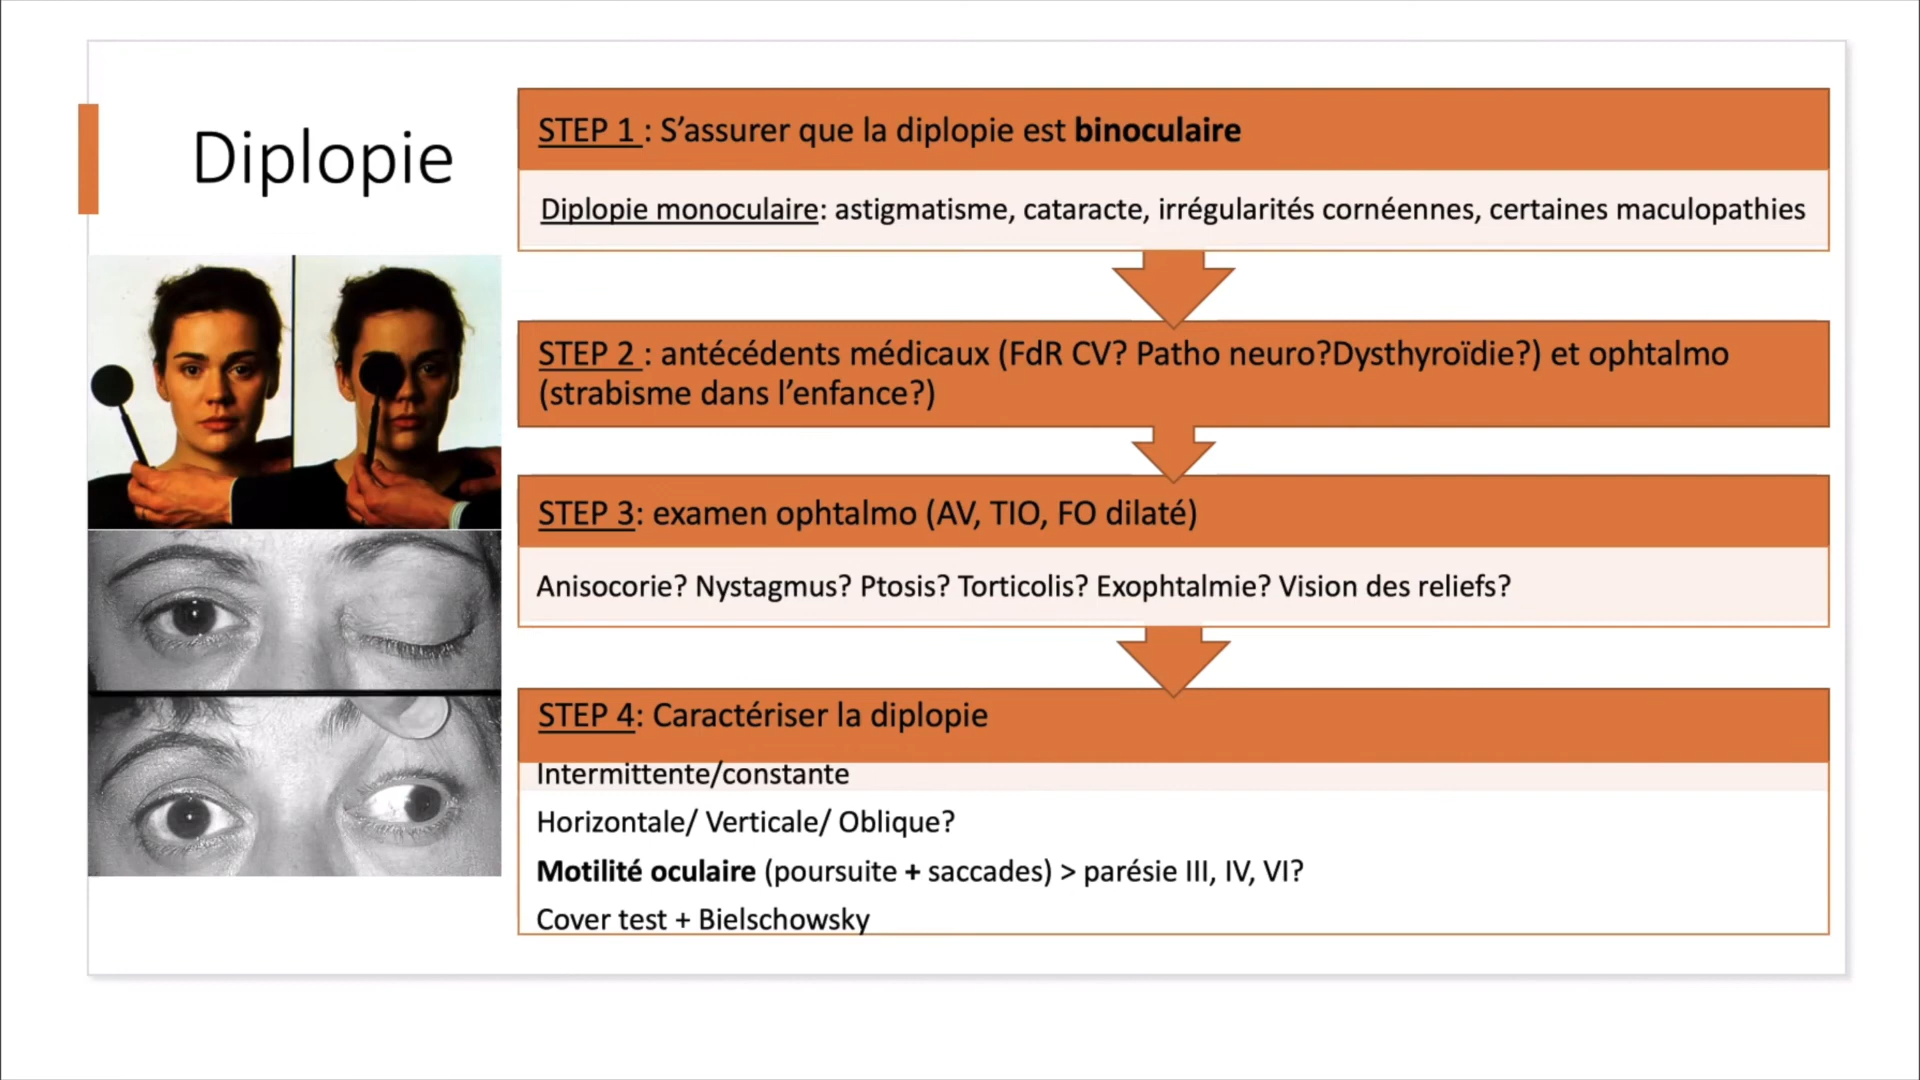 Diplopie
STEP 1 : S’assurer que la diplopie est binoculaire
Diplopie monoculaire: astigmatisme, cataracte, irrégularités cornéennes, certaines maculopathies
STEP 2 : antécédents médicaux (FdR CV? Patho neuro?Dysthyroïdie?) et ophtalmo
(strabisme dans l’enfance?)
STEP 3: examen ophtalmo (AV, TIO, FO dilaté)
Anisocorie? Nystagmus? Ptosis? Torticolis? Exophtalmie? Vision des reliefs?
STEP 4: Caractériser la diplopie
Intermittente/constante
Horizontale/ Verticale/ Oblique?
Motilité oculaire (poursuite + saccades) > parésie III, IV, VI?
Cover test + Bielschowsky